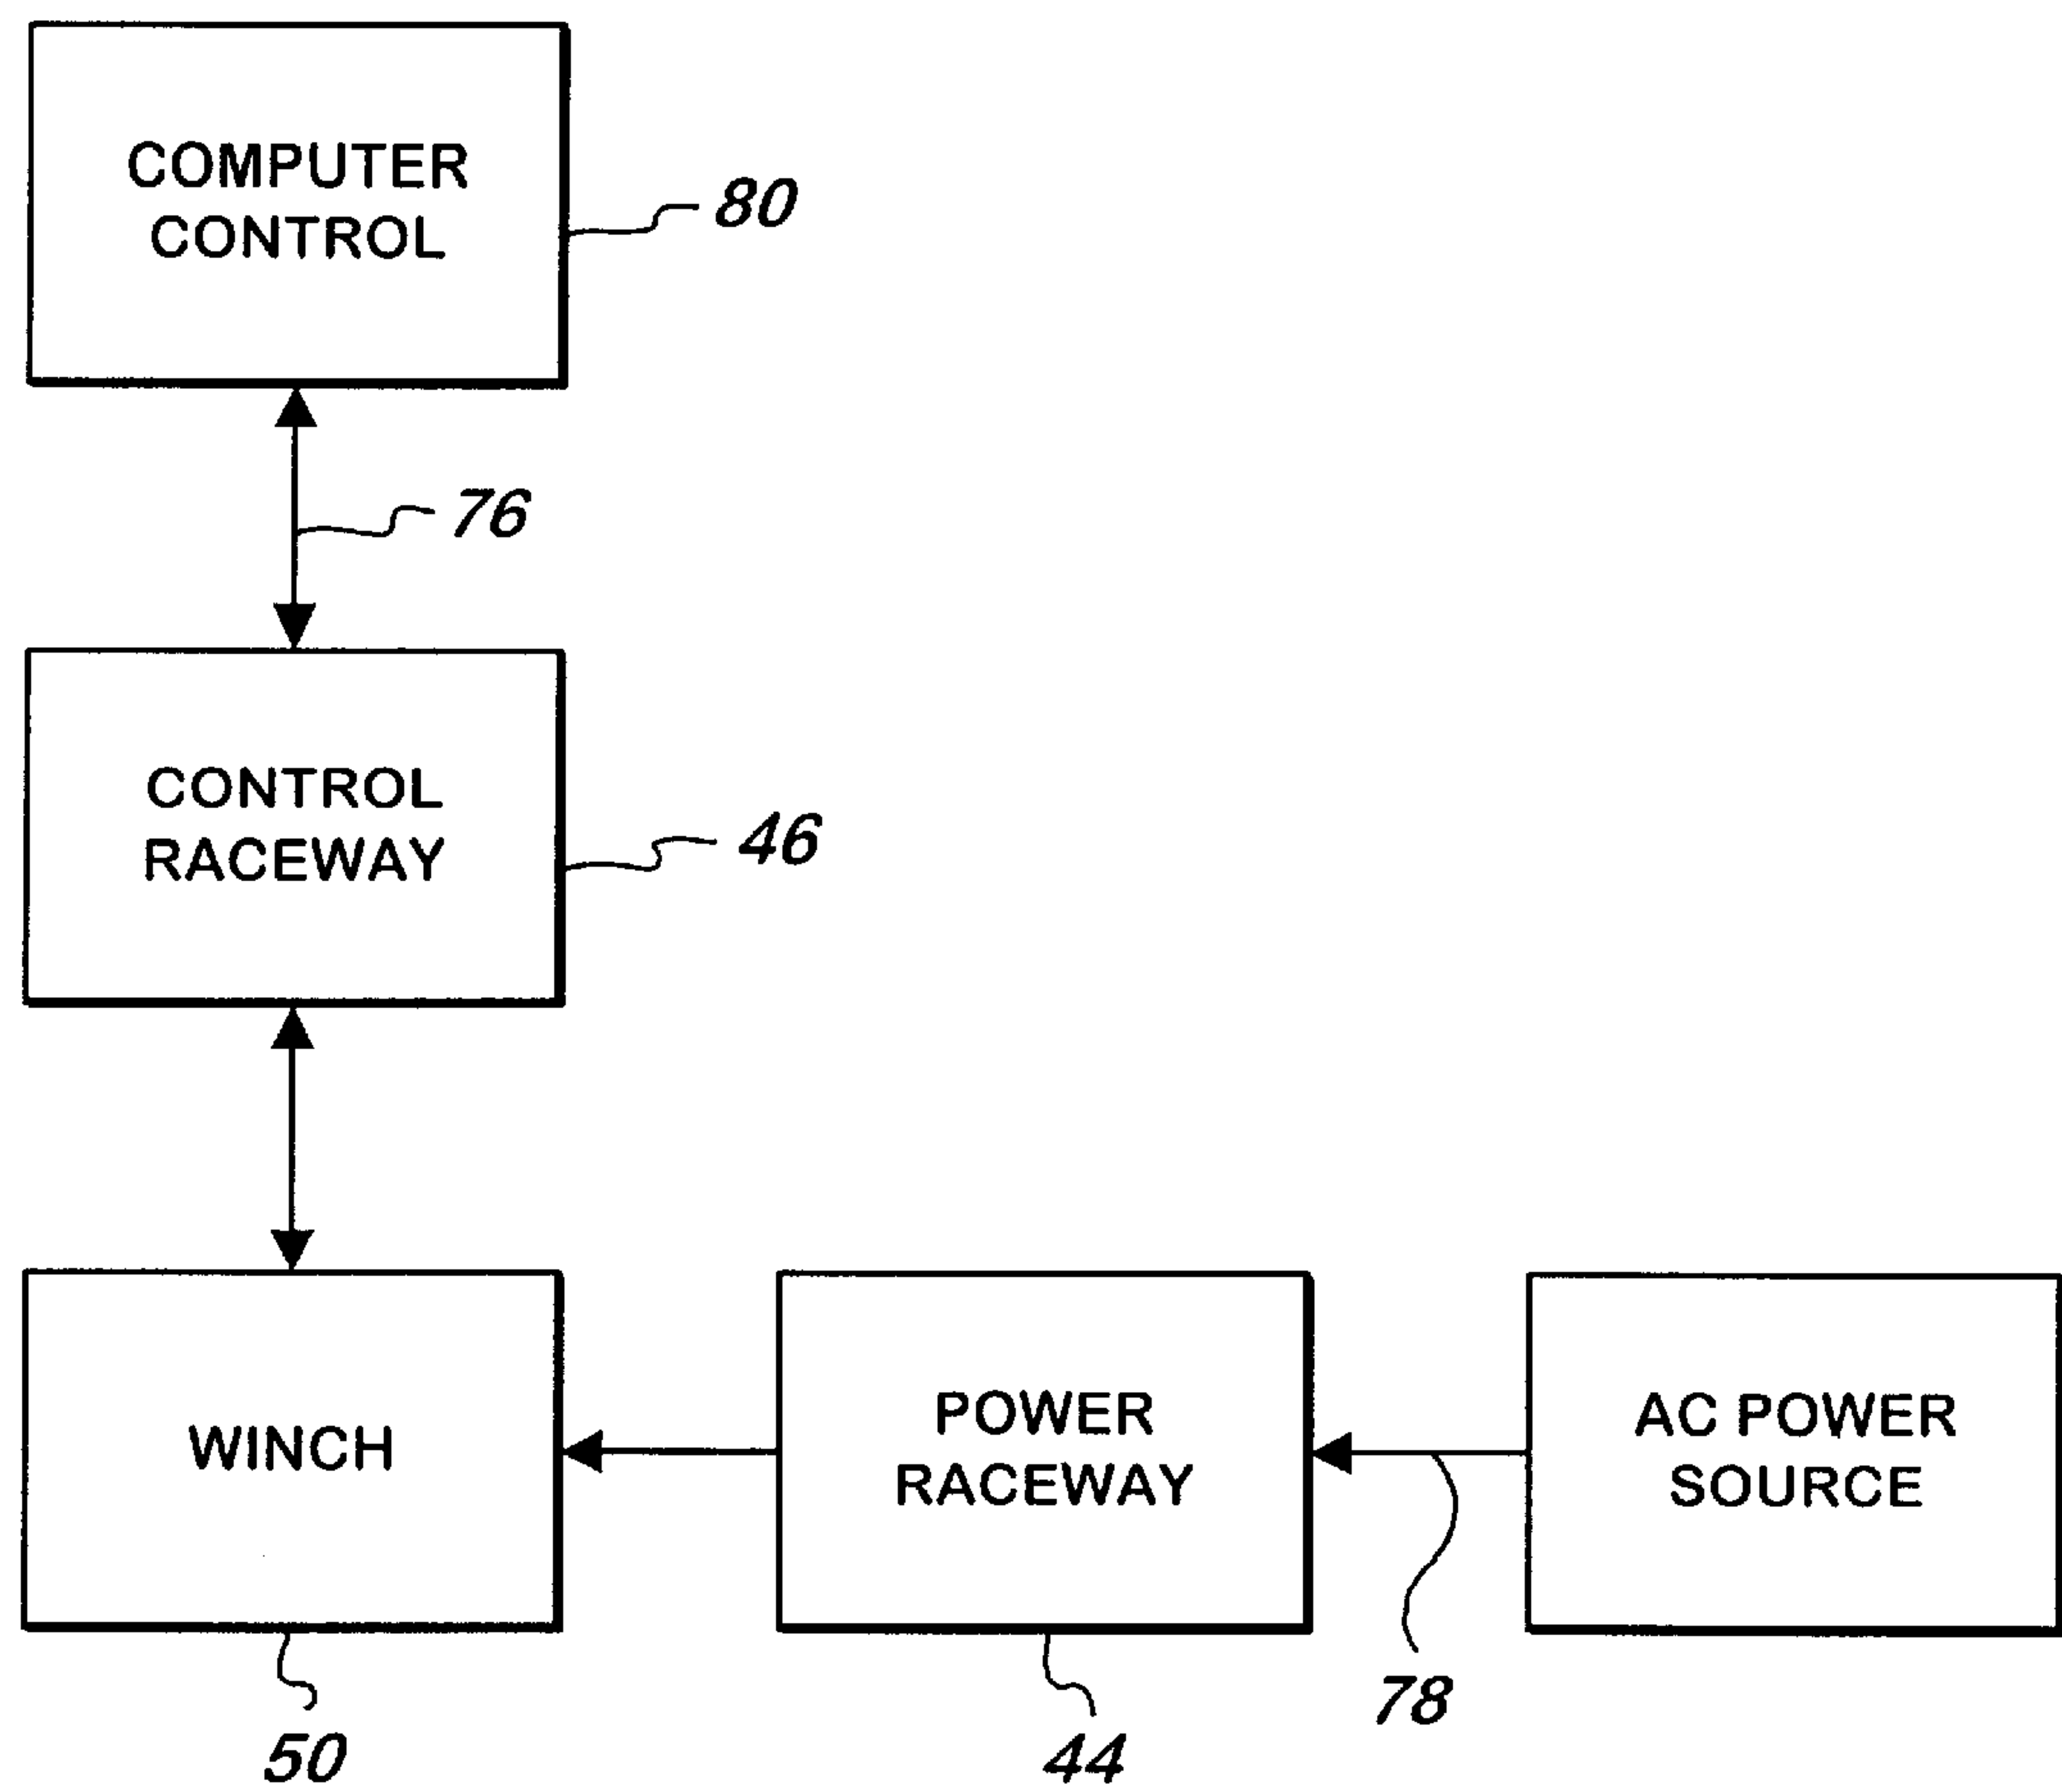 COMPUTER
CONTROL
80
76
CONTROL
RACEWAY
46
WINCH
50
POWER
RACEWAY
44
78
AC POWER
SOURCE